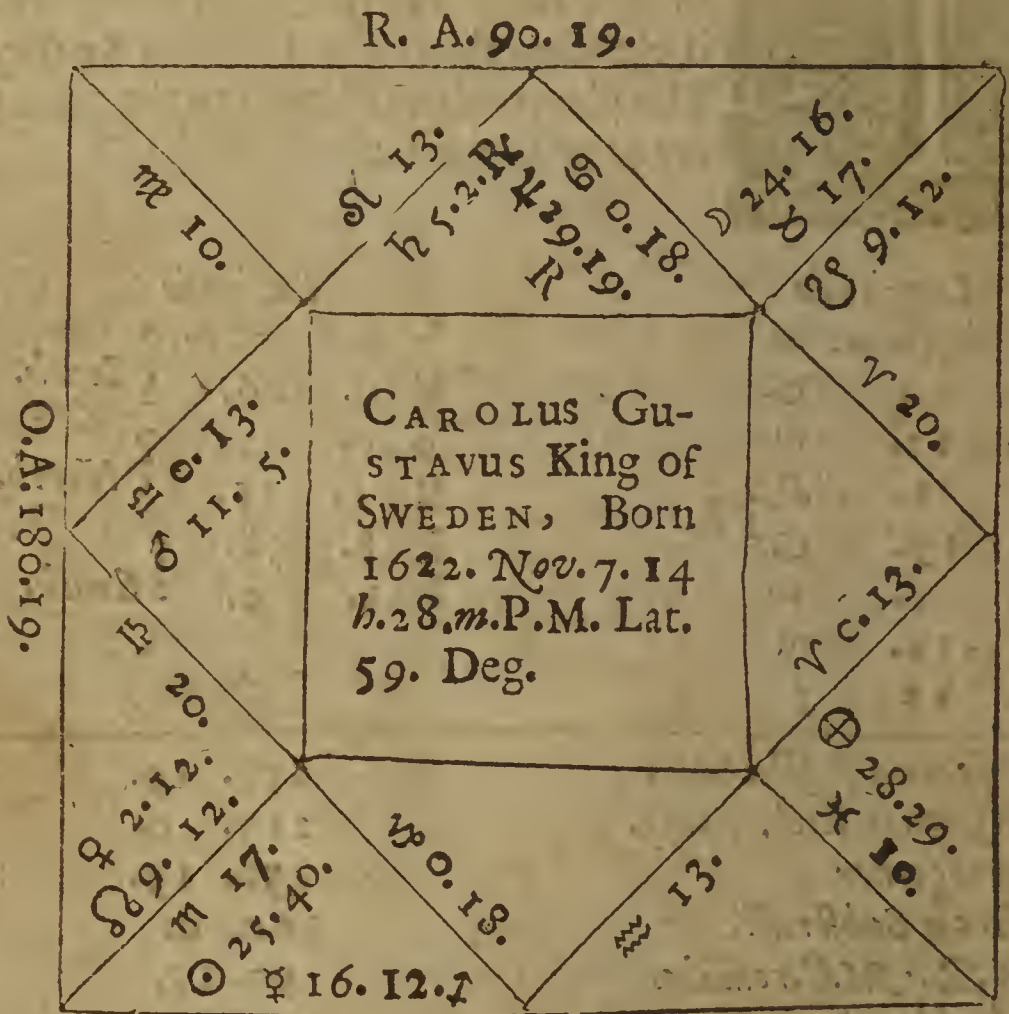 R. A. 90. 19.
♍ 10.
♌ 13.
♄ 5. 2. ℞
♃ 29. 19.
R
♋ 0. 18.
☽ 24. 16.
♉ 17.
☋ 9. 12.
♈ 20.
O. A. 180. 19.
♎ 0. 13.
♂ 11. 5.
CAROLUS GU-
STAVUS King of
SWEDEN, Born
1622. Nov. 7. 14
h. 28. m. P.M. Lat.
59. Deg.
♈ 0. 13.
⊗ 28. 29.
♓ 10.
♎ 20.
♀ 2. 12.
☊ 9. 12.
♏ 17.
☉ 25. 40.
☿ 16. 12. ♐
♑ 0. 18.
♒ 13.